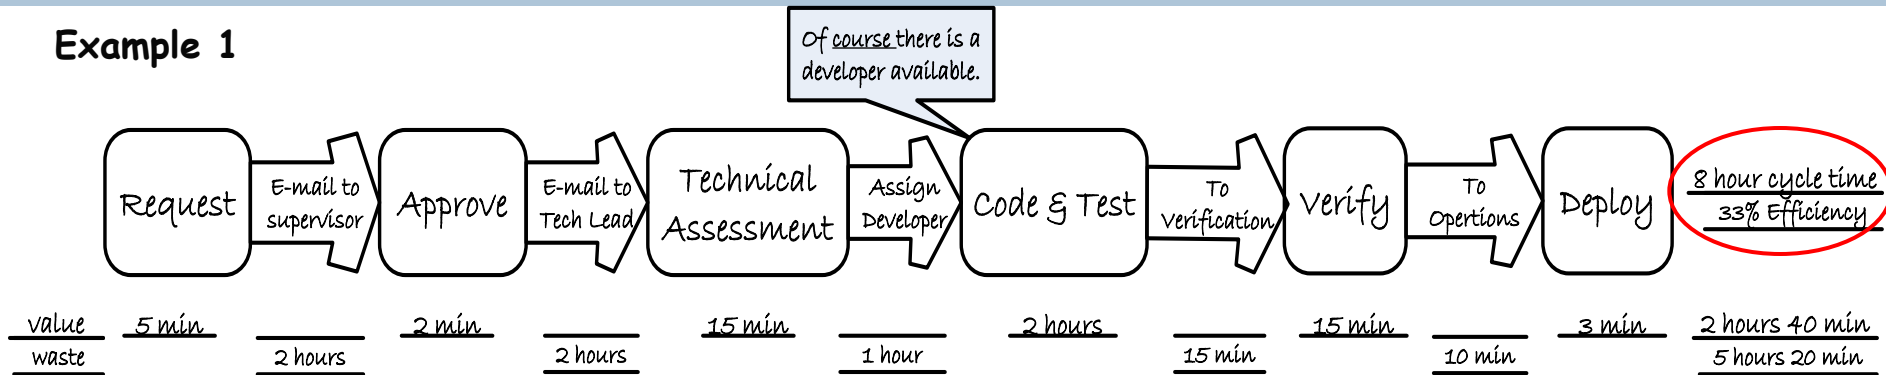 Example 1
Of course there is a
developer available.
Request
E-mail to
supervisor
Approve
E-mail to
Tech Lead
Technical
Assessment
Assign
Developer
Code & Test
To
Verification
Verify
To
Opertions
Deploy
8 hour cycle time
33% Efficiency
value
5 min
2 min
15 min
2 hours
15 min
3 min
2 hours 40 min
waste
2 hours
2 hours
1 hour
15 min
10 min
5 hours 20 min